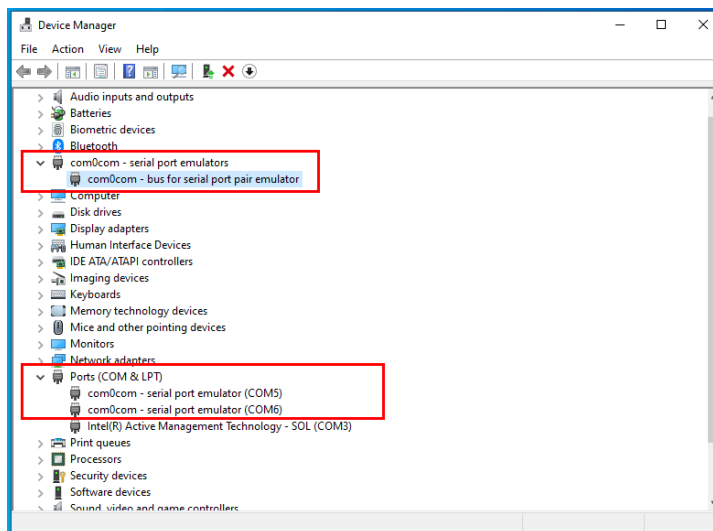 Device Manager
File Action View Help
Audio inputs and outputs
Batteries
Biometric devices
Bluetooth
com0com - serial port emulators
com0com - bus for serial port pair emulator
Computer
Disk drives
Display adapters
Human Interface Devices
IDE ATA/ATAPI controllers
Imaging devices
Keyboards
Memory technology devices
Mice and other pointing devices
Monitors
Network adapters
Ports (COM & LPT)
com0com - serial port emulator (COM5)
com0com - serial port emulator (COM6)
Intel(R) Active Management Technology - SOL (COM3)
Print queues
Processors
Security devices
Software devices
Sound, video and game controllers